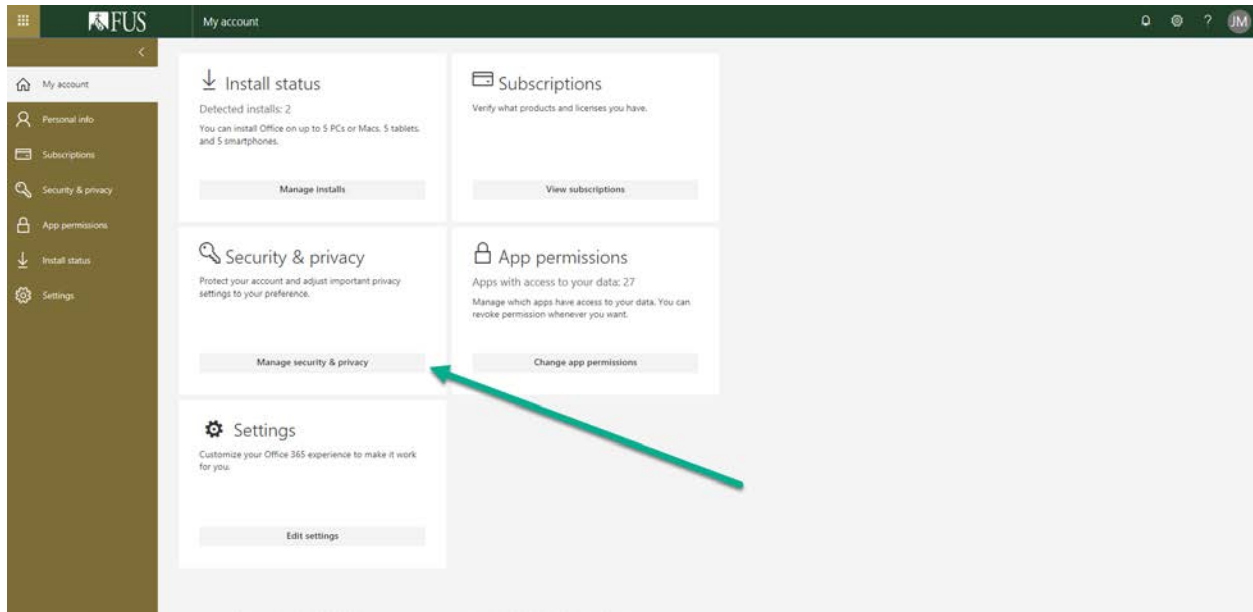 FUS
My account
?
JM
My account
Personal info
Subscriptions
Security & privacy
App permissions
Install status
Settings
Install status
Detected installs: 2
You can install Office on up to 5 PCs or Macs, 5 tablets,
and 5 smartphones.
Manage installs
Subscriptions
Verify what products and licenses you have.
View subscriptions
Security & privacy
Protect your account and adjust important privacy
settings to your preference.
Manage security & privacy
App permissions
Apps with access to your data: 27
Manage which apps have access to your data. You can
revoke permission whenever you want.
Change app permissions
Settings
Customize your Office 365 experience to make it work
for you.
Edit settings